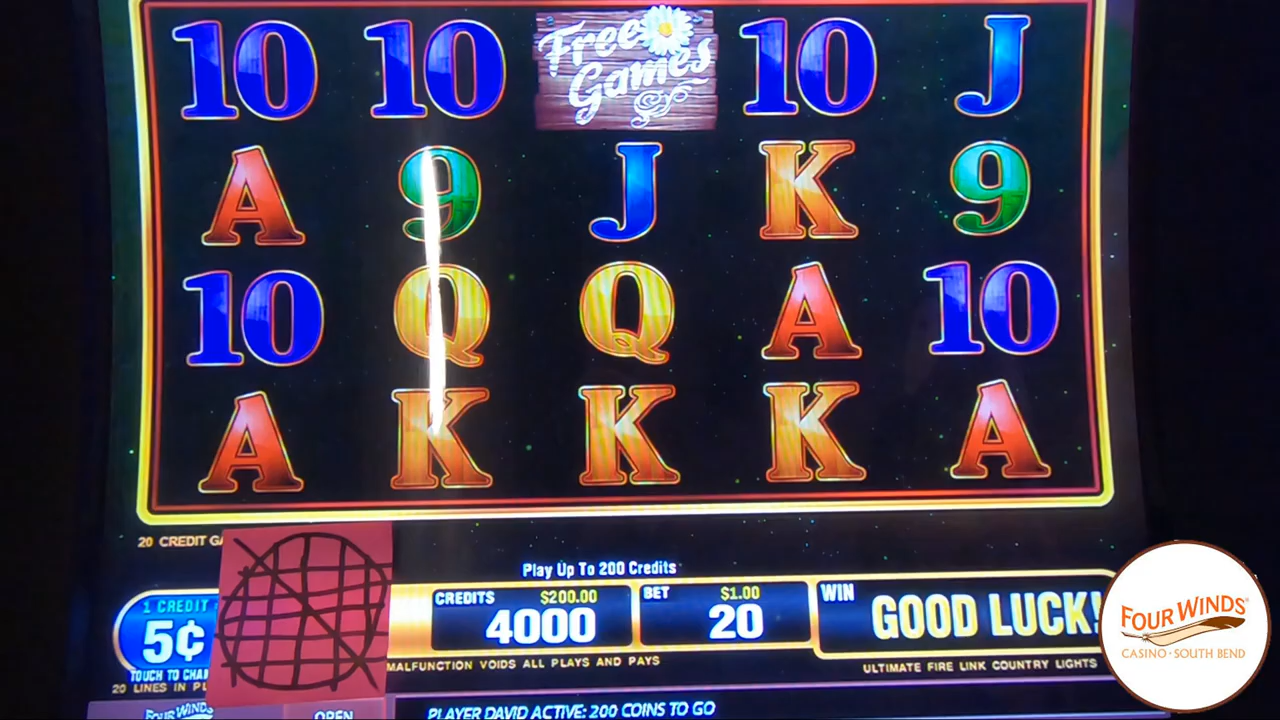 10 10 Free Games 10 J
A 9 J K 9
10 Q Q A 10
A K K K A
20 CREDIT
Play Up To 200 Credits
1 CREDIT
5¢
TOUCH TO
20 LINES IN
CREDITS $200.00
4000
BET $1.00
20
WIN GOOD LUCK!
MALFUNCTION VOIDS ALL PLAYS AND PAYS
ULTIMATE FIRE LINK COUNTRY LIGHTS
FOUR WINDS
OPEN
PLAYER DAVID ACTIVE: 200 COINS TO GO
FOUR WINDS®
CASINO · SOUTH BEND